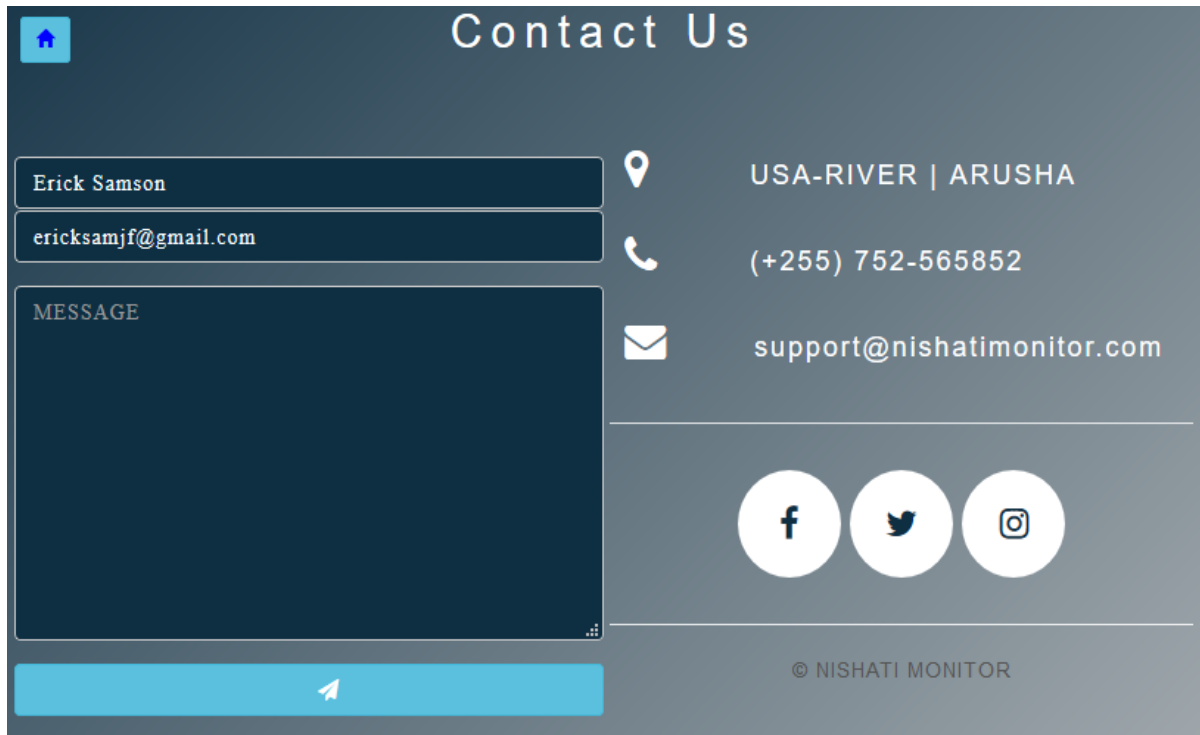 Contact Us
Erick Samson
ericksamjf@gmail.com
MESSAGE
USA-RIVER | ARUSHA
(+255) 752-565852
support@nishatimonitor.com
© NISHATI MONITOR